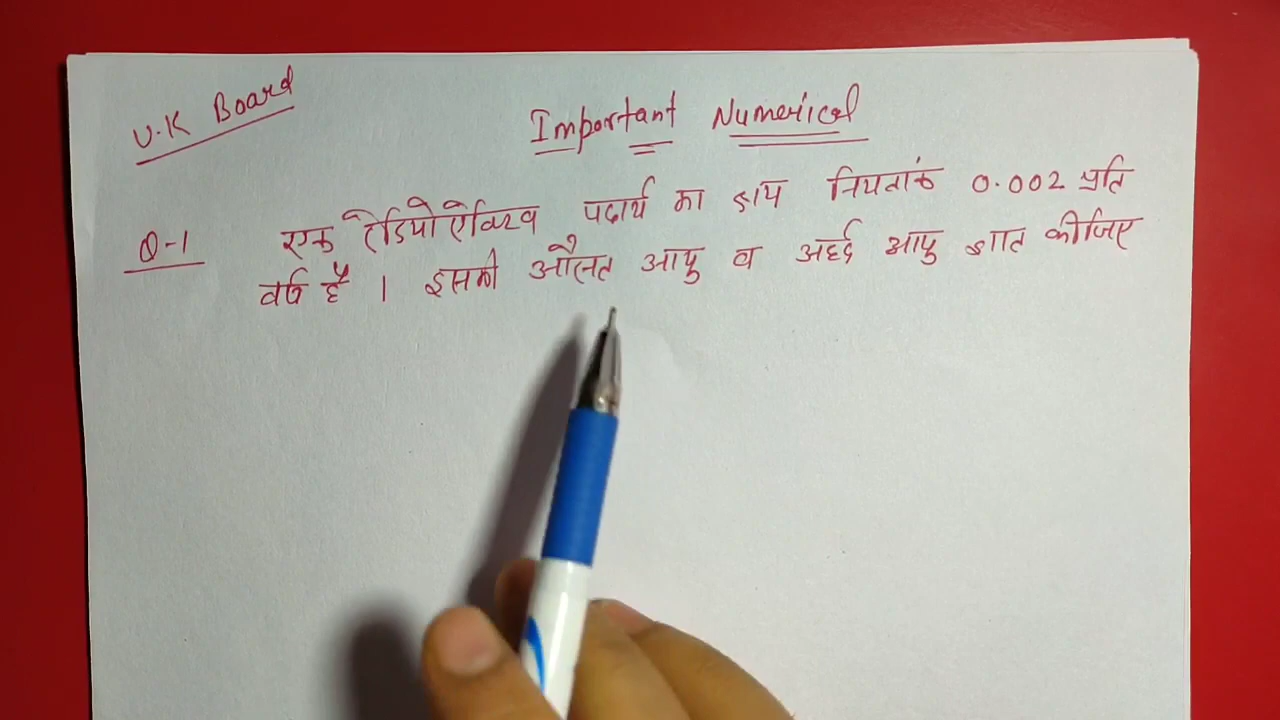 U.K Board
Important Numerical
Q-1 एक रेडियोऐक्टिव पदार्थ का क्षय नियतांक 0.002 प्रति
वर्ष है । इसकी औसत आयु व अर्द्ध आयु ज्ञात कीजिए